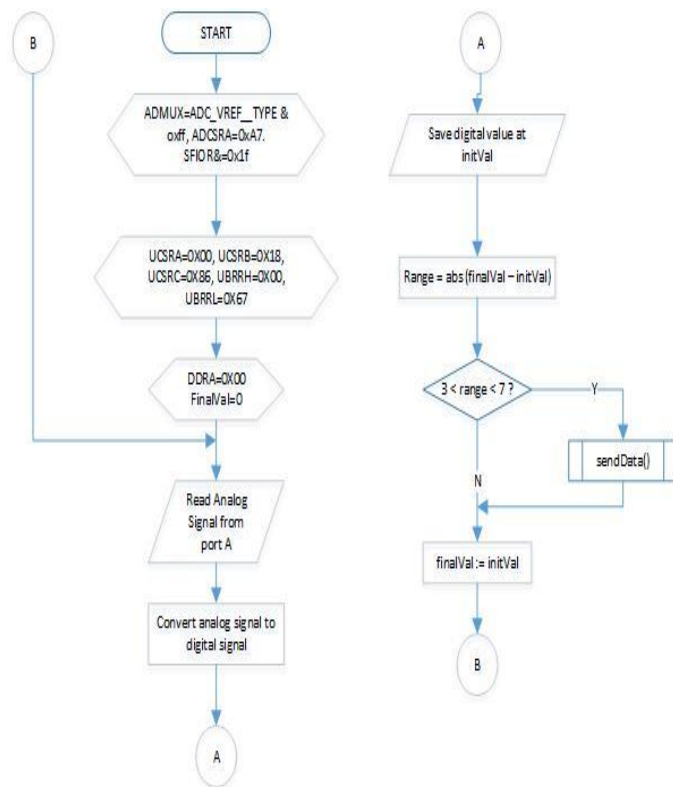 B
START
ADMUX=ADC_VREF__TYPE &
oxff, ADCSRA=0xA7.
SFIOR&=0x1f
UCSRA=0X00, UCSRB=0X18,
UCSRC=0X86, UBRRH=0X00,
UBRRL=0X67
DDRA=0X00
FinalVal=0
Read Analog
Signal from
port A
Convert analog signal to
digital signal
A
A
Save digital value at
initVal
Range = abs(finalVal – initVal)
3 < range < 7 ?
Y
sendData()
N
finalVal := initVal
B